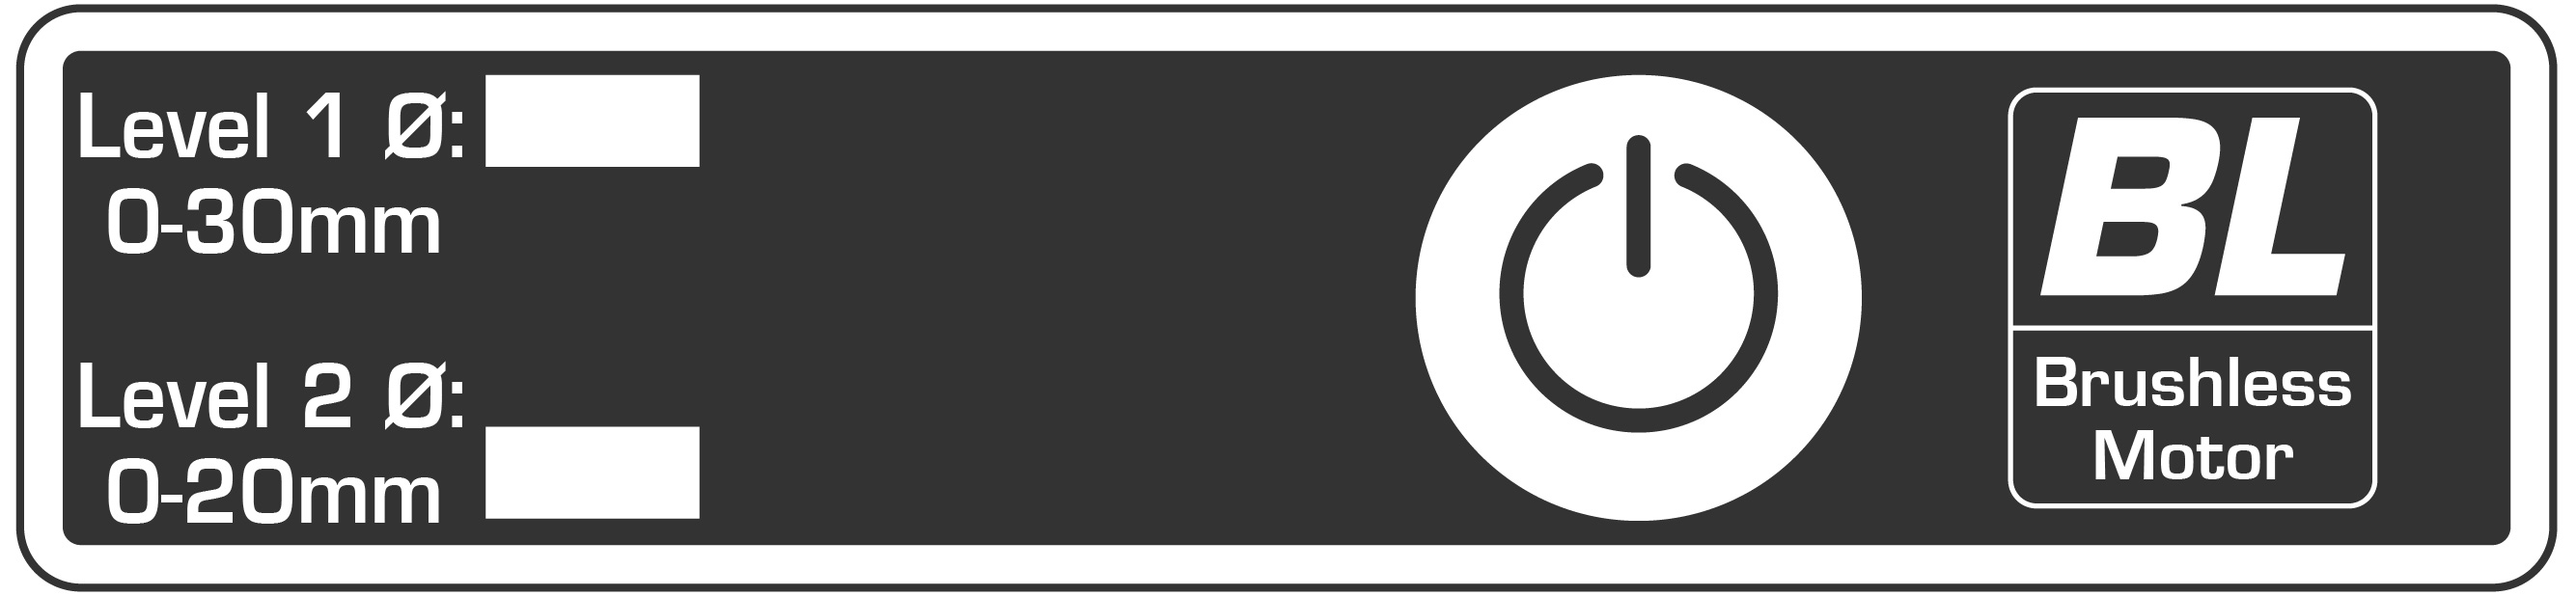 Level 1 Ø:
0-30mm
Level 2 Ø:
0-20mm
BL
Brushless
Motor